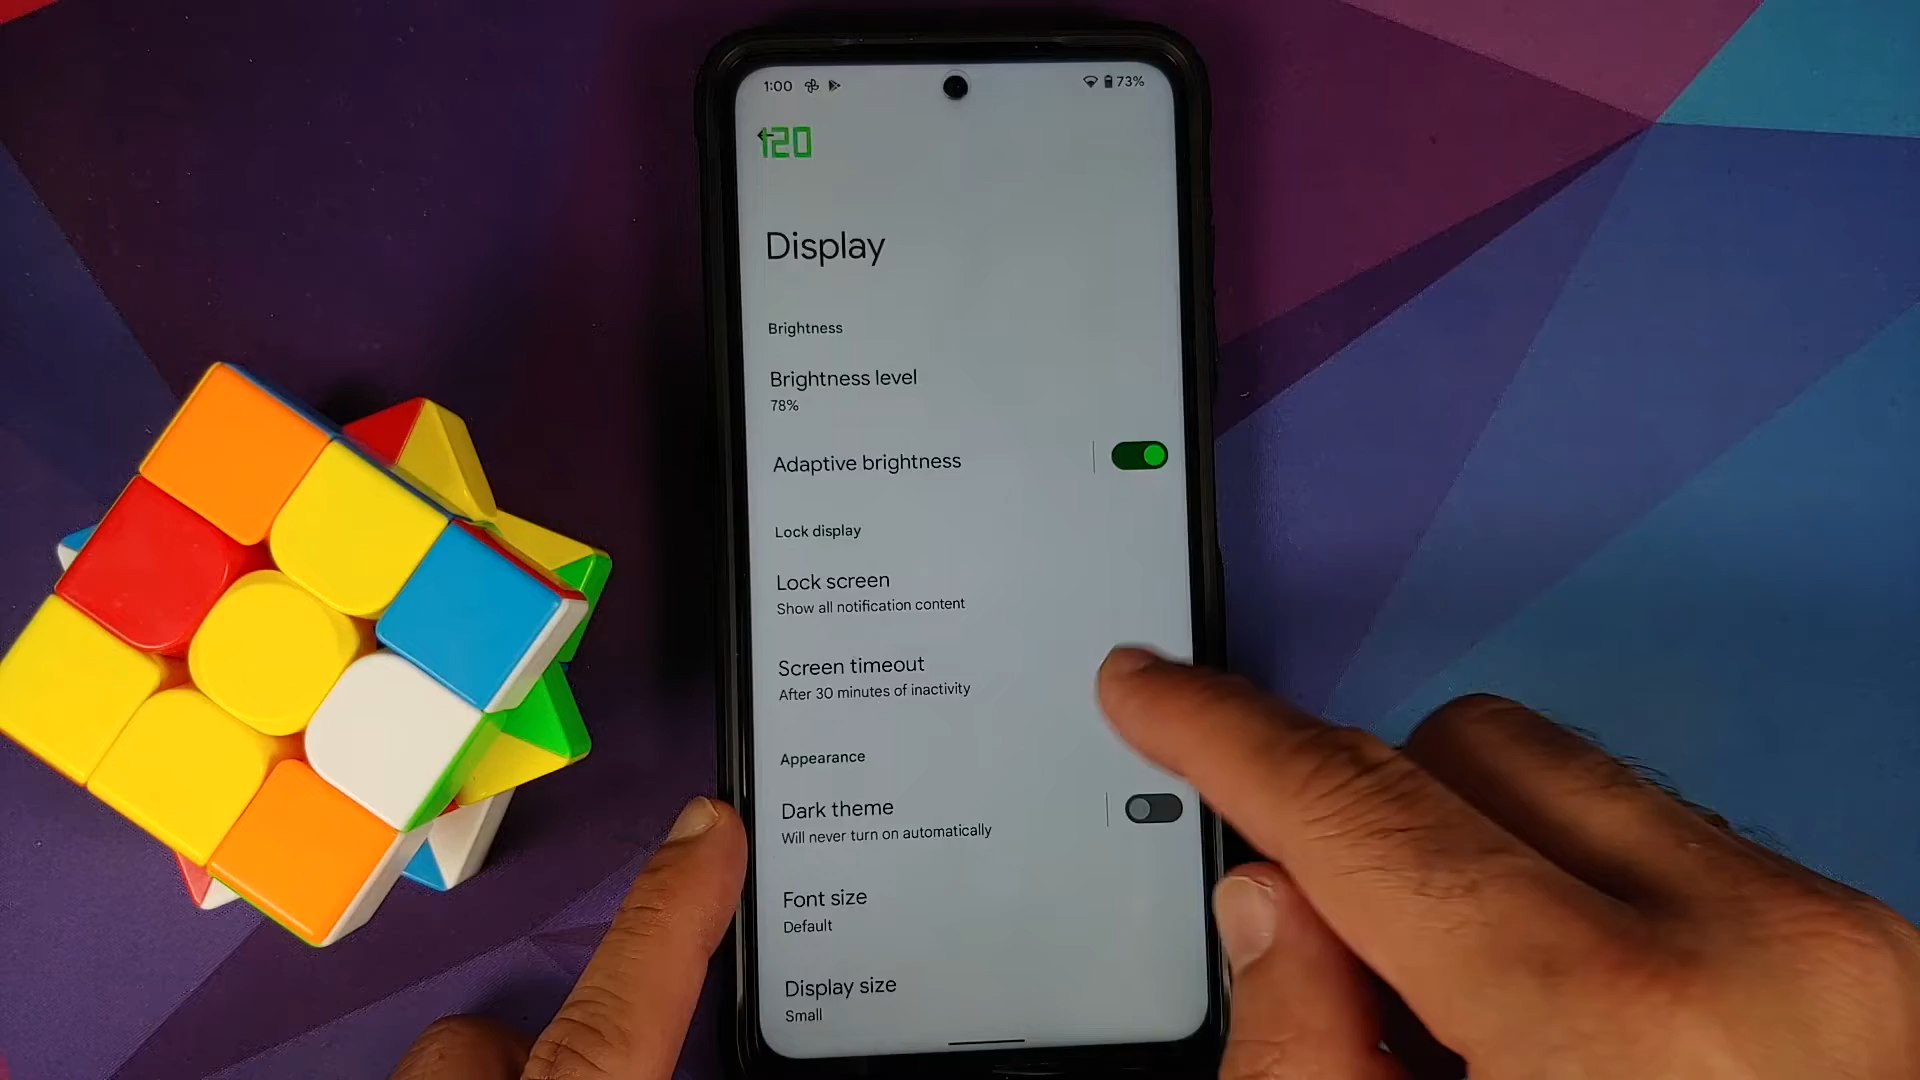 1:00 73%
120
Display
Brightness
Brightness level
78%
Adaptive brightness
Lock display
Lock screen
Show all notification content
Screen timeout
After 30 minutes of inactivity
Appearance
Dark theme
Will never turn on automatically
Font size
Default
Display size
Small